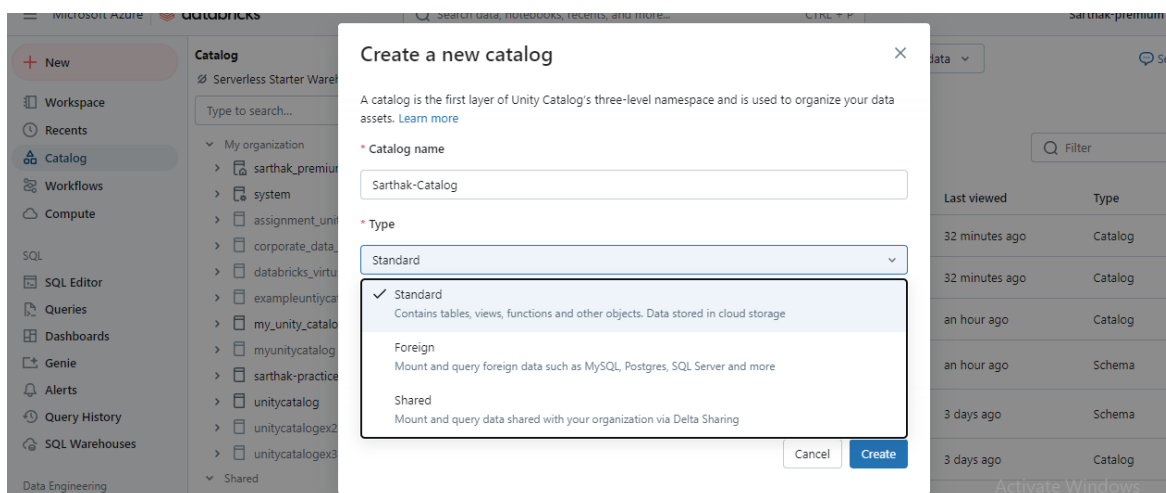 Microsoft Azure
databricks
Search data, notebooks, recents, and more...
CTRL + P
Sarthak-premium
New
Workspace
Recents
Catalog
Workflows
Compute
SQL
SQL Editor
Queries
Dashboards
Genie
Alerts
Query History
SQL Warehouses
Data Engineering
Catalog
Serverless Starter Wareh
Type to search...
My organization
sarthak_premiu
system
assignment_unit
corporate_data_
databricks_virtu
exampleuntiyca
my_unity_catalo
myunitycatalog
sarthak-practice
unitycatalog
unitycatalogex2
unitycatalogex3
Shared
Create a new catalog
A catalog is the first layer of Unity Catalog's three-level namespace and is used to organize your data
assets. Learn more
* Catalog name
Sarthak-Catalog
* Type
Standard
Standard
Contains tables, views, functions and other objects. Data stored in cloud storage
Foreign
Mount and query foreign data such as MySQL, Postgres, SQL Server and more
Shared
Mount and query data shared with your organization via Delta Sharing
Cancel
Create
data
Filter
Last viewed Type
32 minutes ago Catalog
32 minutes ago Catalog
an hour ago Catalog
an hour ago Schema
3 days ago Schema
3 days ago Catalog
Activate Windows